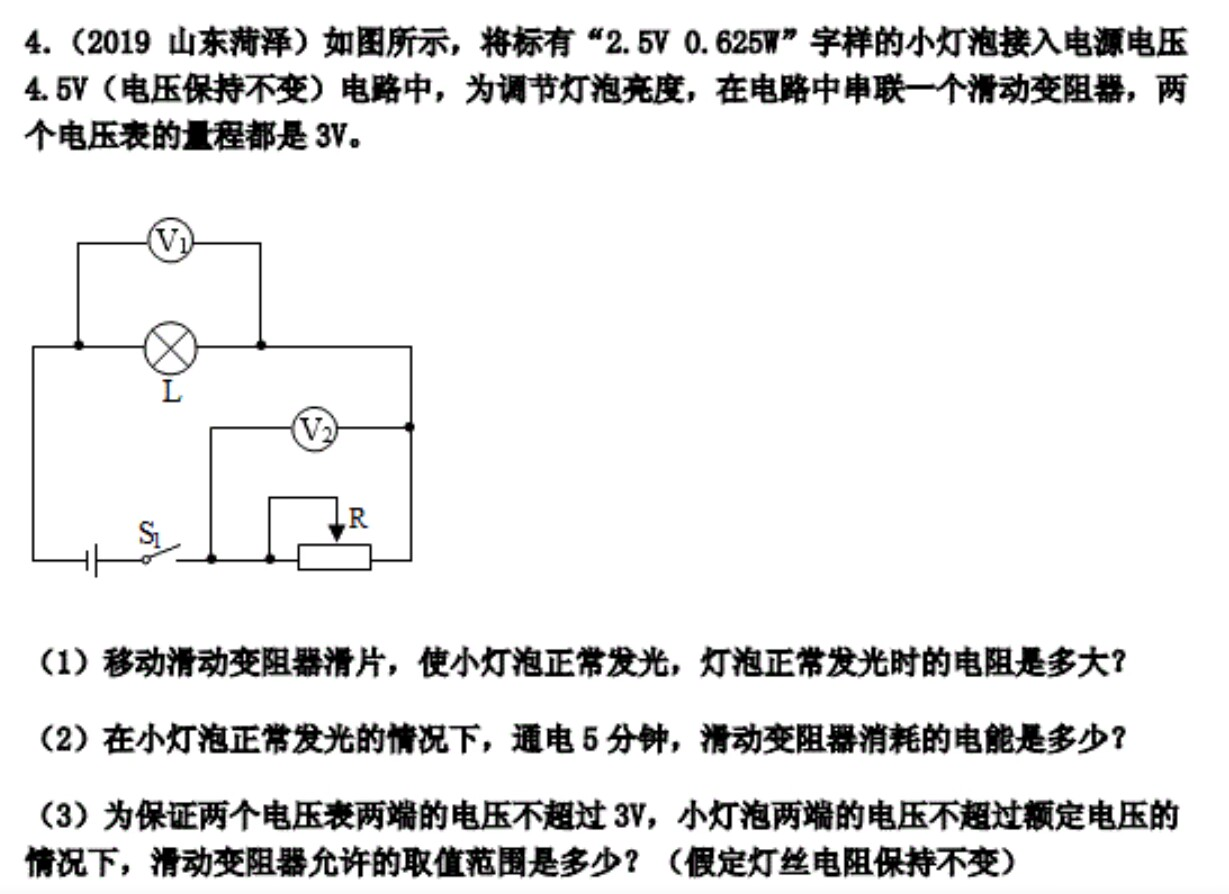 4.（2019 山东菏泽）如图所示，将标有“2.5V 0.625W”字样的小灯泡接入电源电压
4.5V（电压保持不变）电路中，为调节灯泡亮度，在电路中串联一个滑动变阻器，两
个电压表的量程都是 3V。
V1
L
V2
S1
R
（1）移动滑动变阻器滑片，使小灯泡正常发光，灯泡正常发光时的电阻是多大？
（2）在小灯泡正常发光的情况下，通电 5 分钟，滑动变阻器消耗的电能是多少？
（3）为保证两个电压表两端的电压不超过 3V，小灯泡两端的电压不超过额定电压的
情况下，滑动变阻器允许的取值范围是多少？（假定灯丝电阻保持不变）